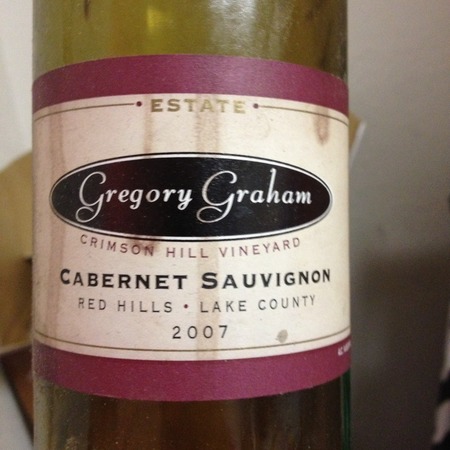 • ESTATE •
Gregory Graham
CRIMSON HILL VINEYARD
CABERNET SAUVIGNON
RED HILLS • LAKE COUNTY
2007